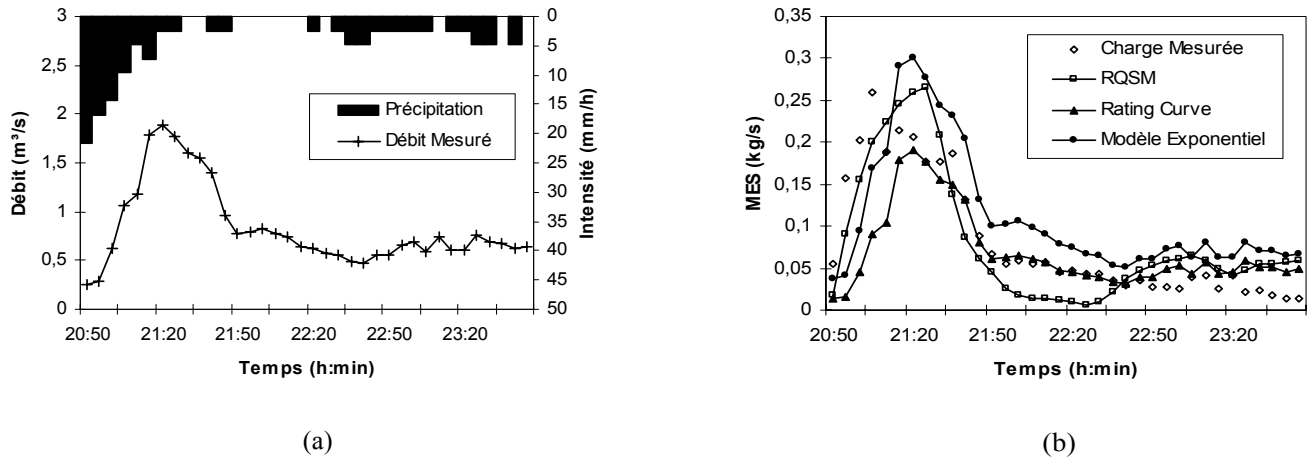 3
2,5
2
1,5
1
0,5
0
Débit (m³/s)
0
5
10
15
20
25
30
35
40
45
50
Intensité (mm/h)
Précipitation
Débit Mesuré
20:50 21:20 21:50 22:20 22:50 23:20
Temps (h:min)
(a)
0,35
0,3
0,25
0,2
0,15
0,1
0,05
0
MES (kg/s)
Charge Mesurée
RQSM
Rating Curve
Modèle Exponentiel
20:50 21:20 21:50 22:20 22:50 23:20
Temps (h:min)
(b)